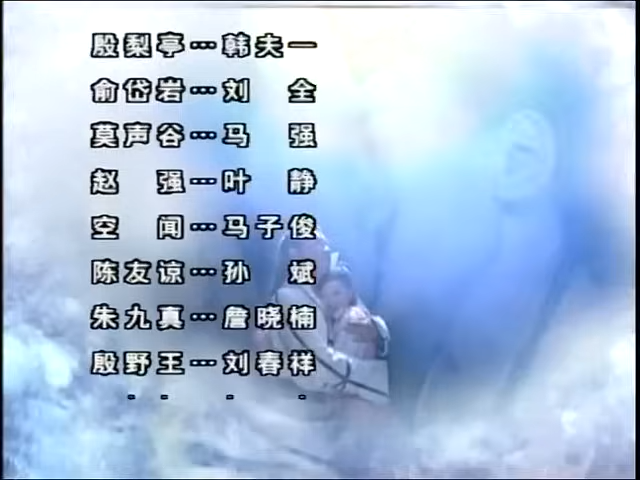 殷梨亭…韩夫一
俞岱岩…刘 全
莫声谷…马 强
赵 强…叶 静
空 闻…马子俊
陈友谅…孙 斌
朱九真…詹晓楠
殷野王…刘春祥